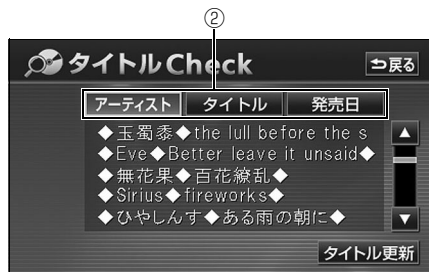 ②
タイトルCheck
戻る
アーティスト タイトル 発売日
◆玉蜀黍◆the lull before the s
◆Eve◆Better leave it unsaid◆
◆無花果◆百花繚乱◆
◆Sirius◆fireworks◆
◆ひやしんす◆ある雨の朝に◆
タイトル更新